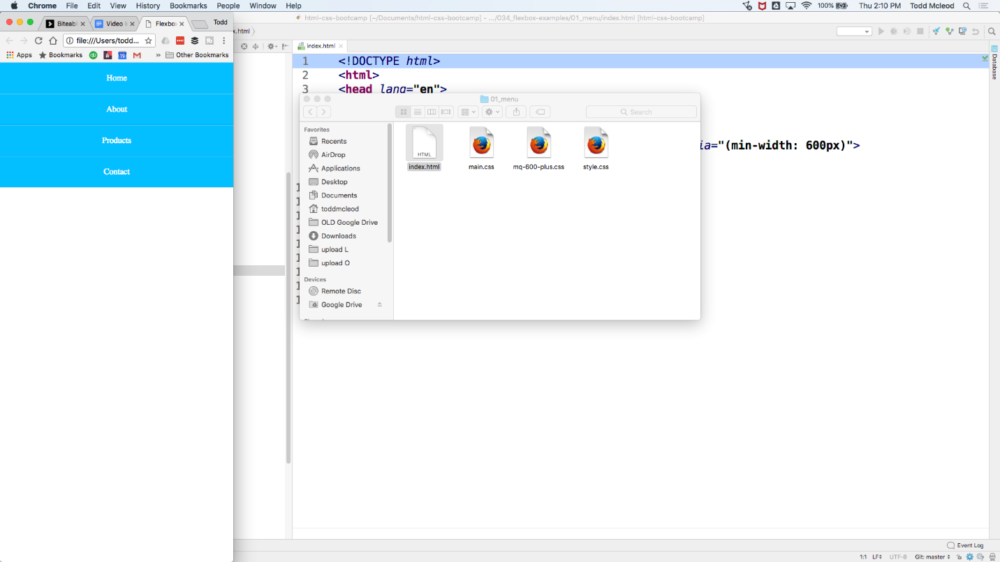 Chrome File Edit View History Bookmarks People Window Help
100% Thu 2:10 PM Todd Mcleod
Biteabl Video Flexbo Todd
file:///Users/todd...
Apps Bookmarks 19 Other Bookmarks
Home
About
Products
Contact
html-css-bootcamp [~/Documents/html-css-bootcamp] - .../034_flexbox-examples/01_menu/index.html [html-css-bootcamp]
.html
index.html
1 <!DOCTYPE html>
2 <html>
3 <head lang="en">
ia="(min-width: 600px)">
Database
01_menu
Search
Favorites
Recents
AirDrop
Applications
Desktop
Documents
toddmcleod
OLD Google Drive
Downloads
upload L
upload O
Devices
Remote Disc
Google Drive
HTML
index.html main.css mq-600-plus.css style.css
Event Log
1:1 LF UTF-8 Git: master